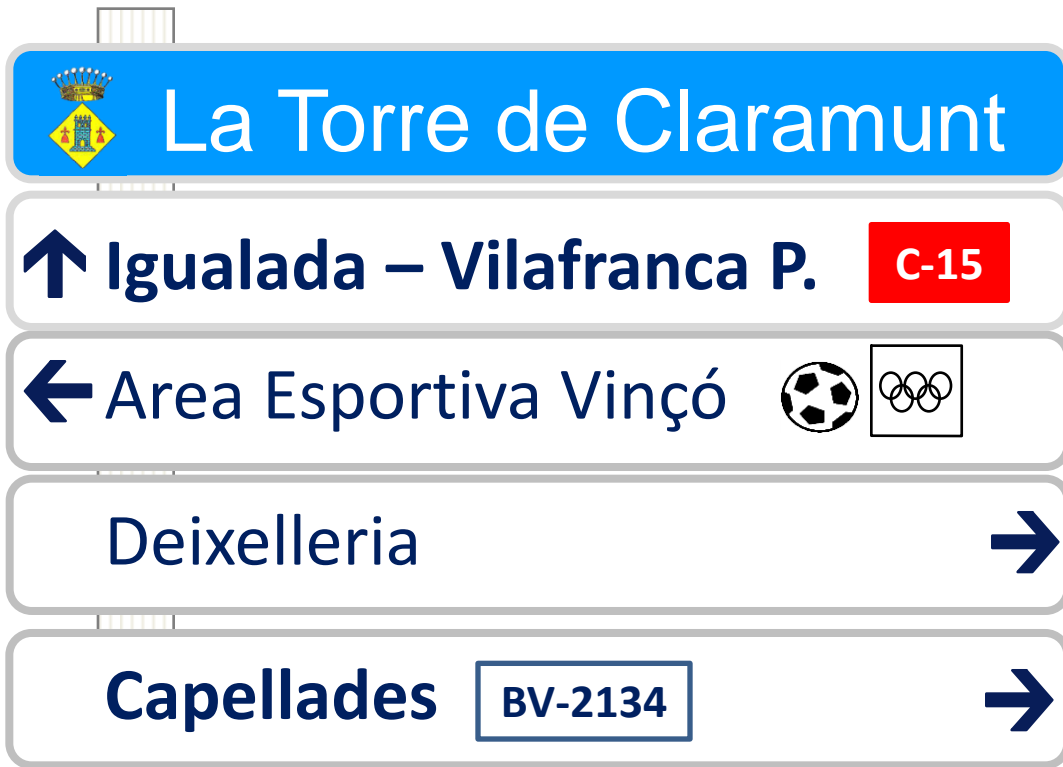 La Torre de Claramunt
Igualada – Vilafranca P. C-15
Area Esportiva Vinçó
Deixelleria
Capellades BV-2134